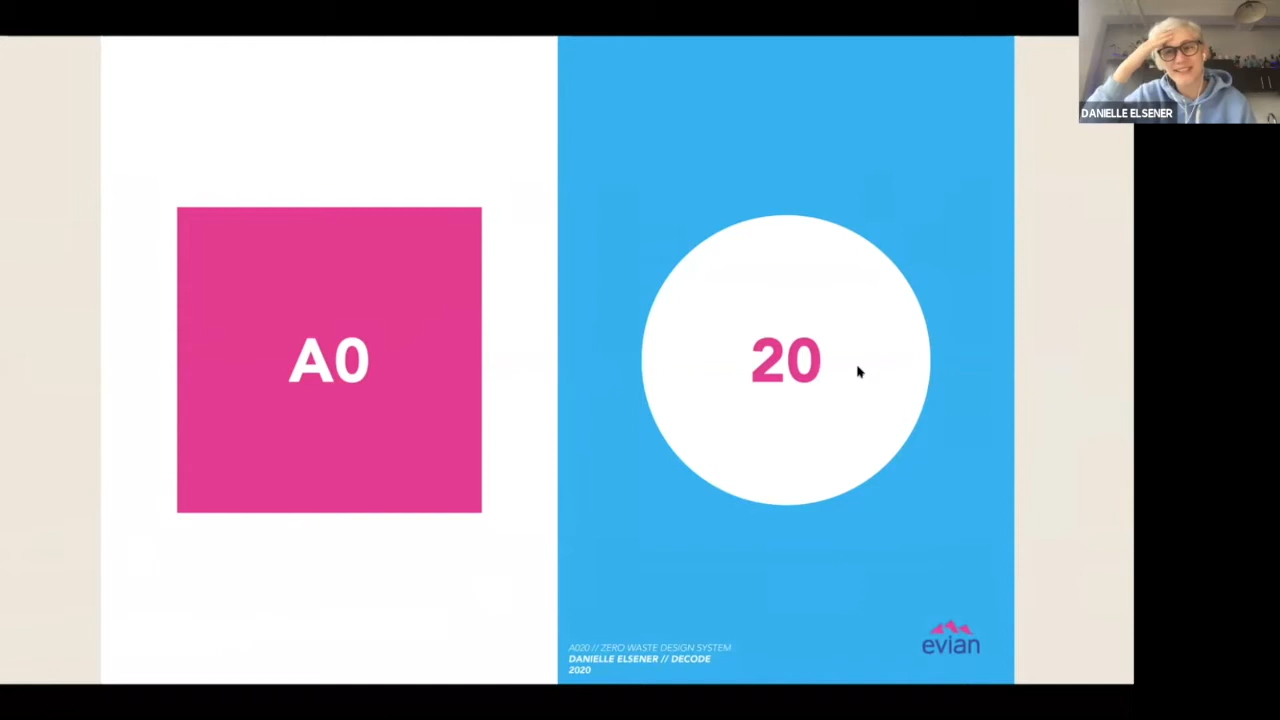 DANIELLE ELSENER
A0
20
A020 // ZERO WASTE DESIGN SYSTEM
DANIELLE ELSENER // DECODE
2020
evian